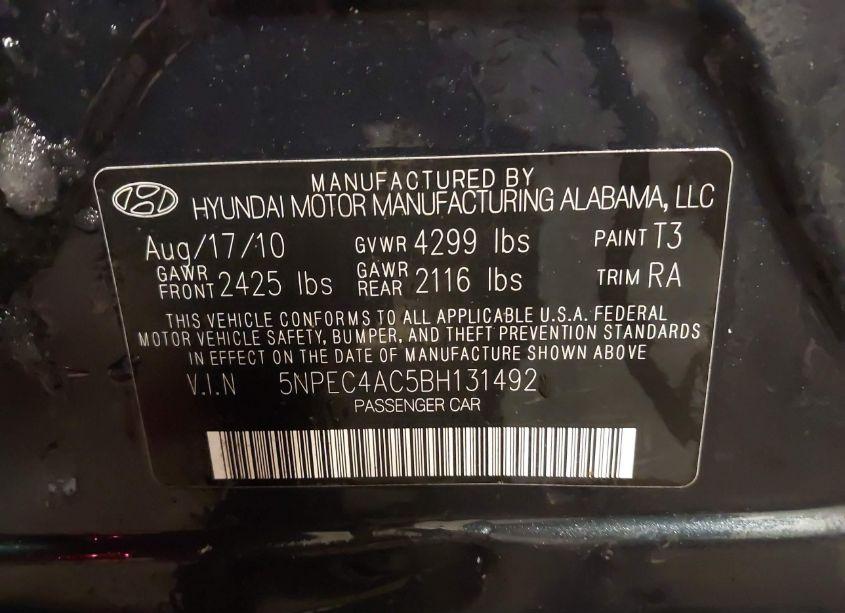 MANUFACTURED BY
HYUNDAI MOTOR MANUFACTURING ALABAMA, LLC
Aug/17/10 GVWR 4299 lbs PAINT T3
GAWR FRONT 2425 lbs GAWR REAR 2116 lbs TRIM RA
THIS VEHICLE CONFORMS TO ALL APPLICABLE U.S.A. FEDERAL
MOTOR VEHICLE SAFETY, BUMPER, AND THEFT PREVENTION STANDARDS
IN EFFECT ON THE DATE OF MANUFACTURE SHOWN ABOVE
V.I.N 5NPEC4AC5BH131492
PASSENGER CAR